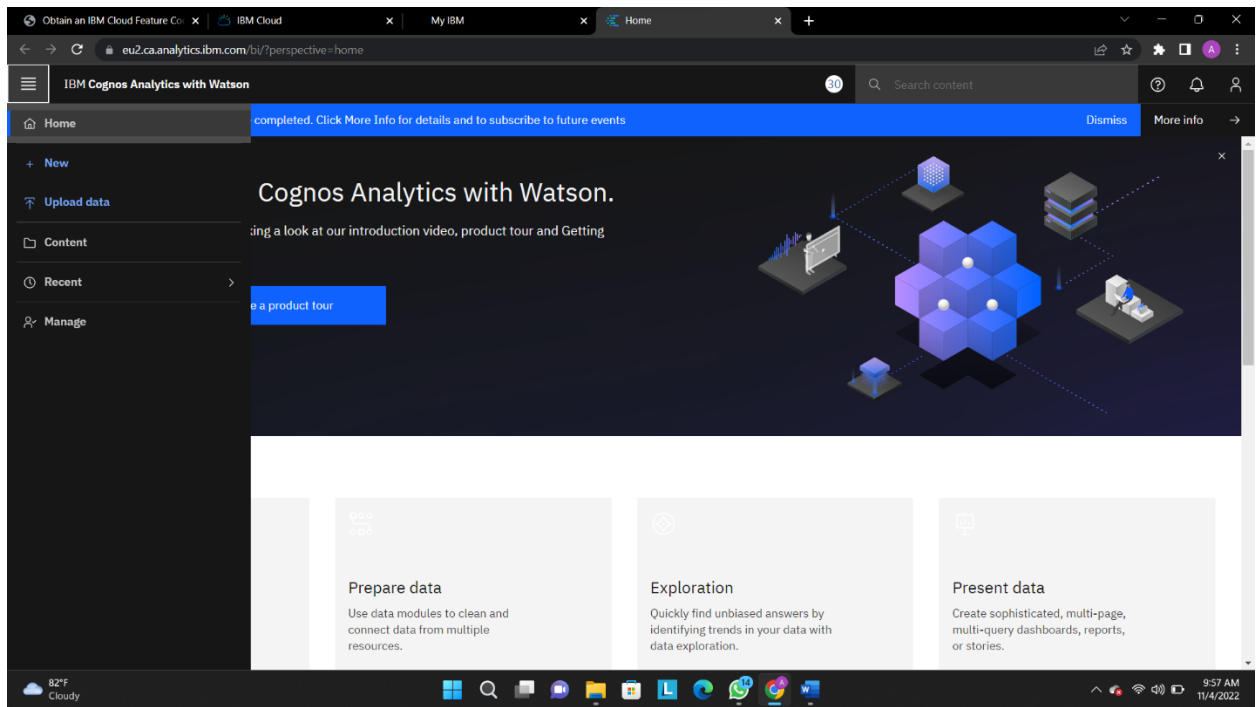 Obtain an IBM Cloud Feature Co
IBM Cloud
My IBM
Home
eu2.ca.analytics.ibm.com/bi/?perspective=home
IBM Cognos Analytics with Watson
30
Search content
Home
completed. Click More Info for details and to subscribe to future events
Dismiss
More info
New
Upload data
Content
Recent
Manage
Cognos Analytics with Watson.
king a look at our introduction video, product tour and Getting
e a product tour
Prepare data
Use data modules to clean and
connect data from multiple
resources.
Exploration
Quickly find unbiased answers by
identifying trends in your data with
data exploration.
Present data
Create sophisticated, multi-page,
multi-query dashboards, reports,
or stories.
82°F
Cloudy
14
9:57 AM
11/4/2022